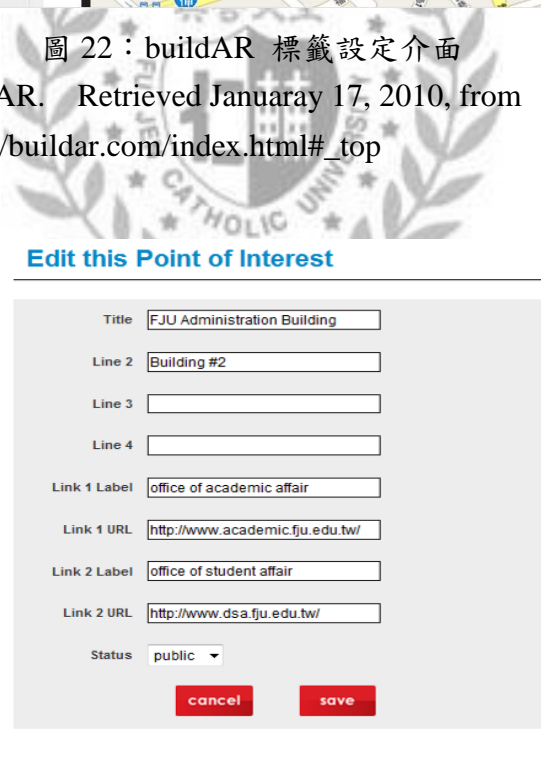 圖 22：buildAR 標籤設定介面
AR. Retrieved Januaray 17, 2010, from
/buildar.com/index.html#_top
CATHOLIC UNIVERSITY
Edit this Point of Interest
Title FJU Administration Building
Line 2 Building #2
Line 3
Line 4
Link 1 Label office of academic affair
Link 1 URL http://www.academic.fju.edu.tw/
Link 2 Label office of student affair
Link 2 URL http://www.dsa.fju.edu.tw/
Status public
cancel save